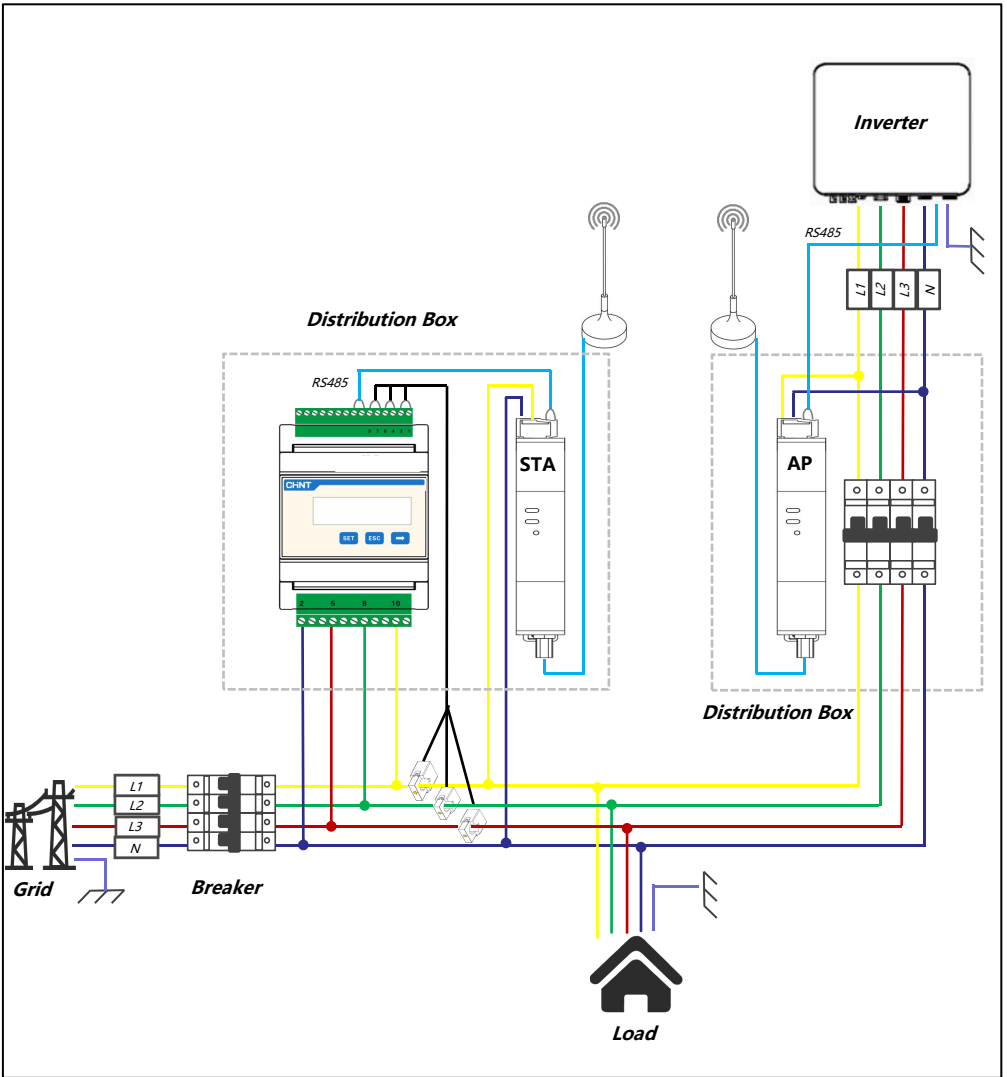 Inverter
RS485
L1
L2
L3
N
Distribution Box
RS485
CHNT
SET
ESC
STA
AP
2
5
8
10
Distribution Box
L1
L2
L3
N
Grid
Breaker
Load